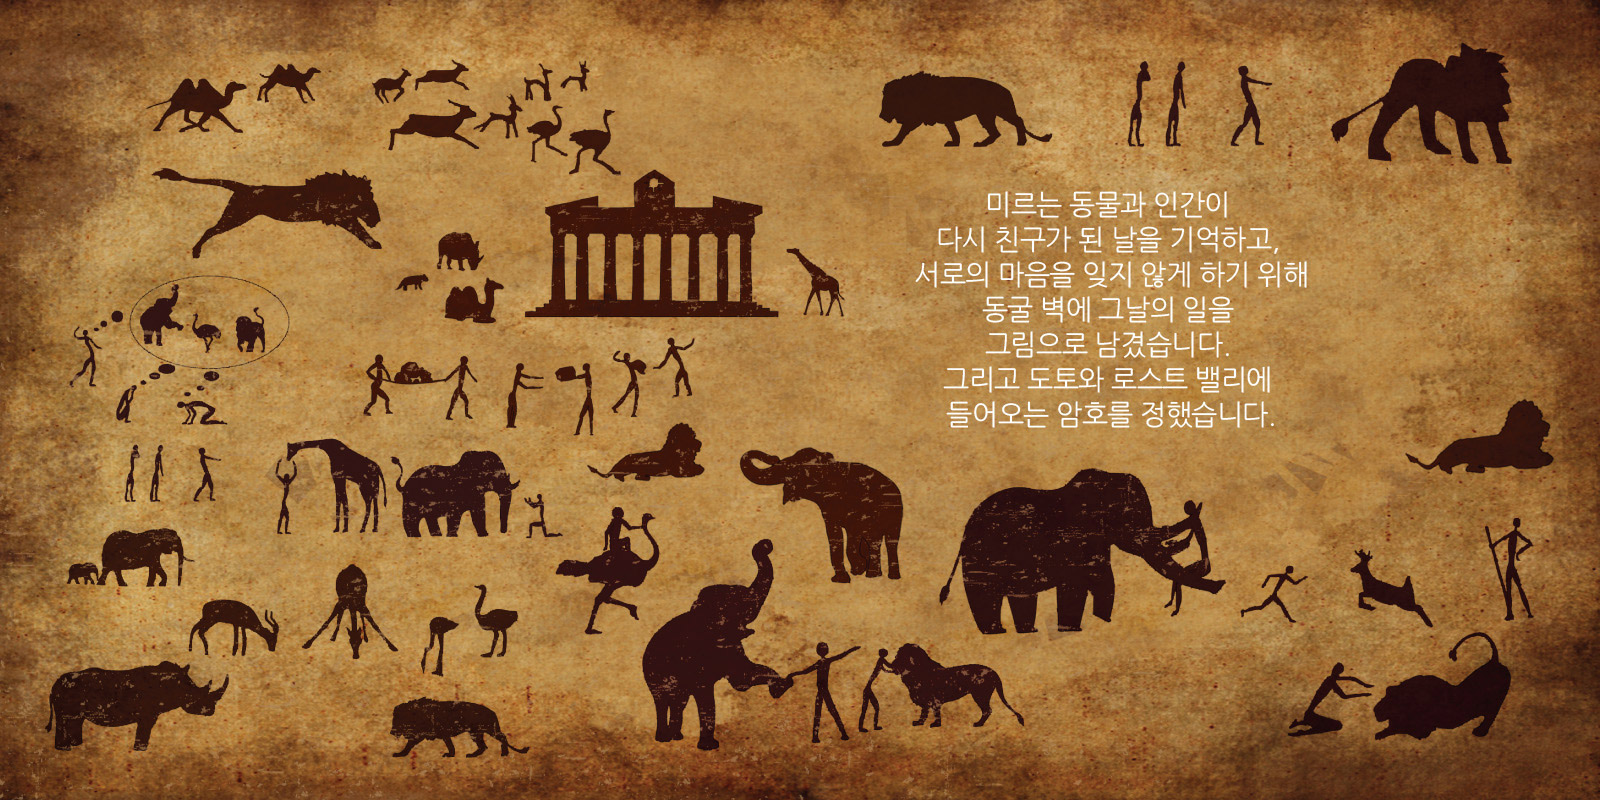 미르는 동물과 인간이
다시 친구가 된 날을 기억하고,
서로의 마음을 잊지 않게 하기 위해
동굴 벽에 그날의 일을
그림으로 남겼습니다.
그리고 도토와 로스트 밸리에
들어오는 암호를 정했습니다.